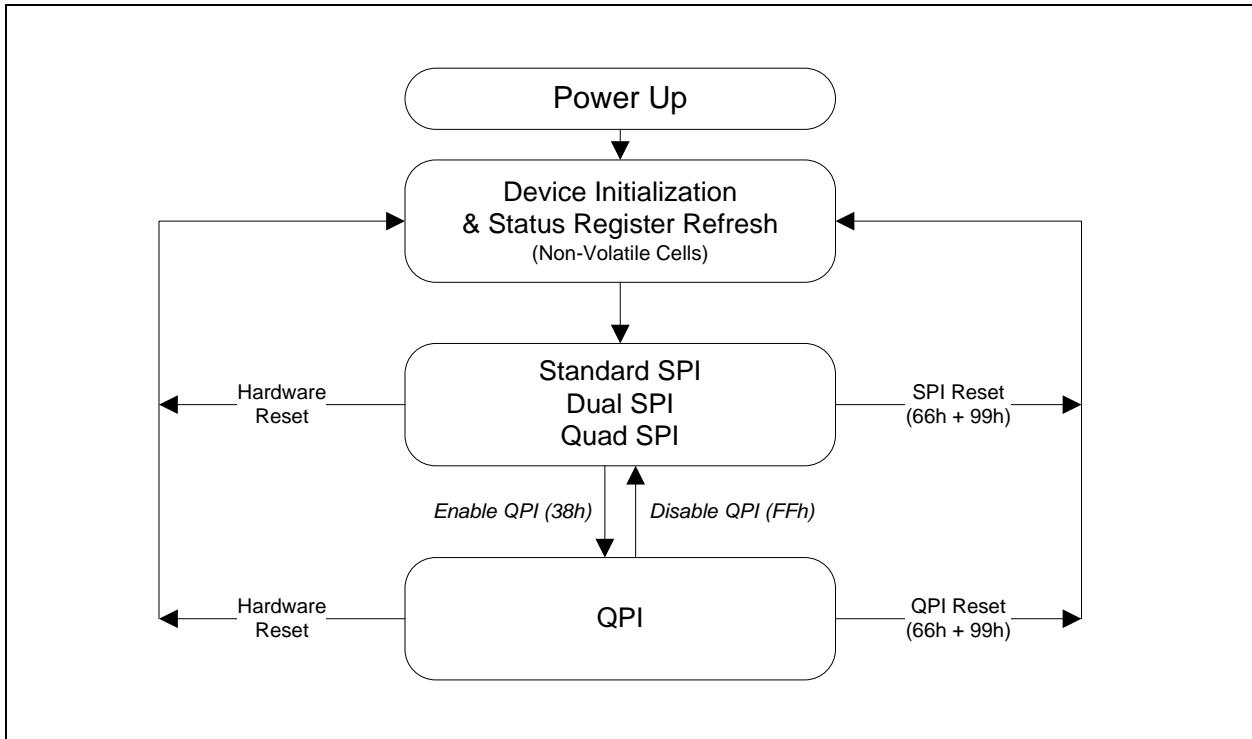 Power Up
Device Initialization
& Status Register Refresh
(Non-Volatile Cells)
Standard SPI
Dual SPI
Quad SPI
Hardware
Reset
SPI Reset
(66h + 99h)
Enable QPI (38h)
Disable QPI (FFh)
Hardware
Reset
QPI
QPI Reset
(66h + 99h)